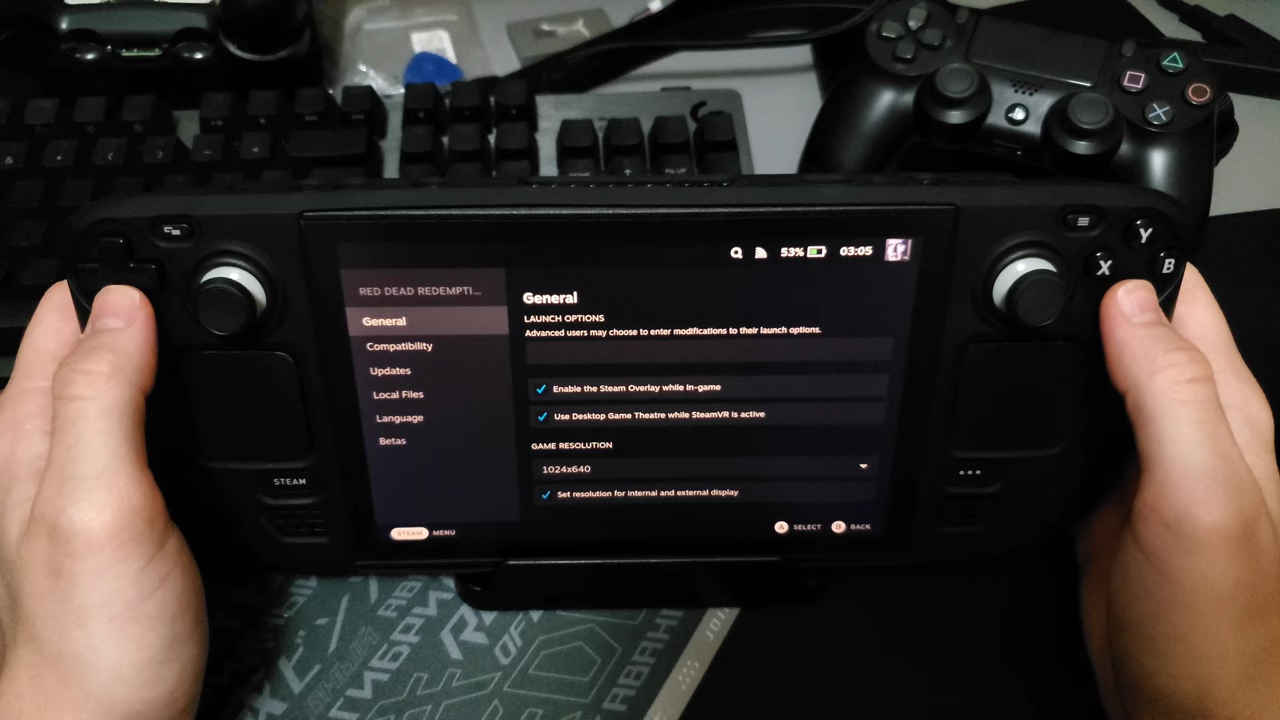 53%
03:05
Y
X
B
RED DEAD REDEMPTI...
General
Compatibility
Updates
Local Files
Language
Betas
General
LAUNCH OPTIONS
Advanced users may choose to enter modifications to their launch options.
Enable the Steam Overlay while in-game
Use Desktop Game Theatre while SteamVR is active
GAME RESOLUTION
1024x640
Set resolution for internal and external display
STEAM
STEAM MENU
A SELECT B BACK